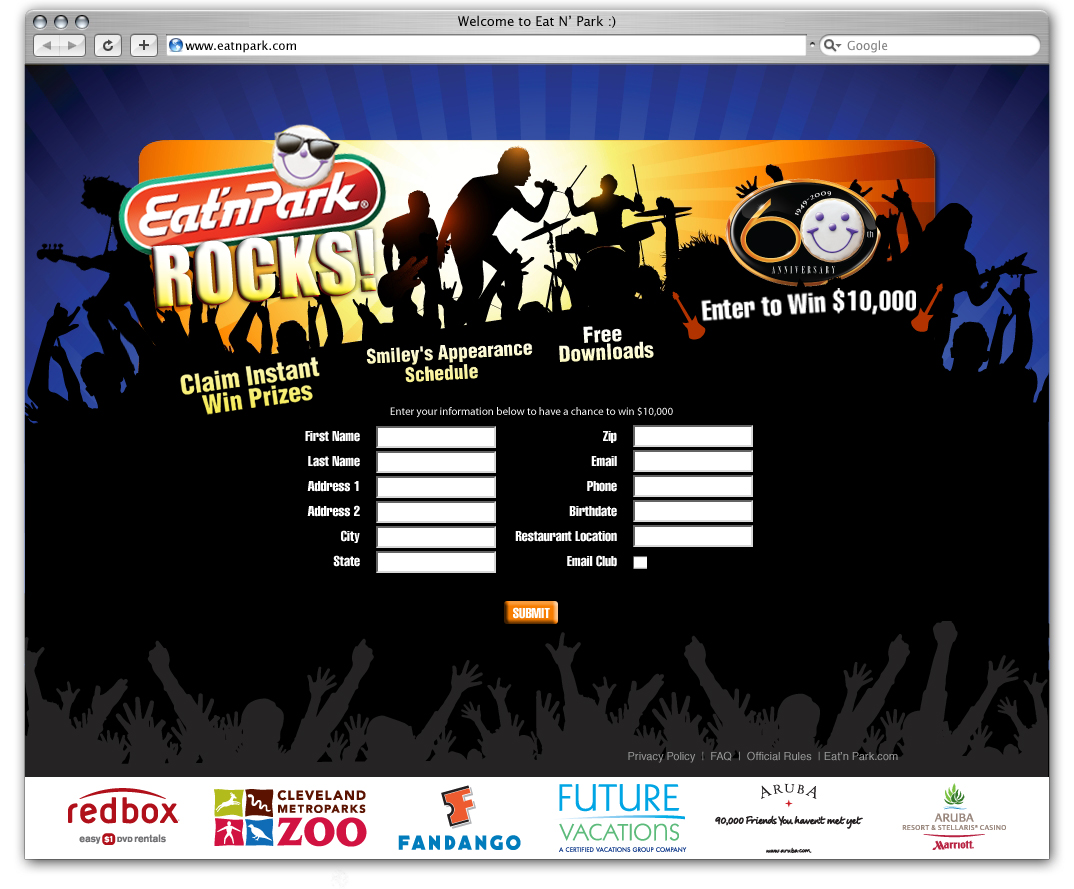 Welcome to Eat N' Park :)
www.eatnpark.com
Google
Eat'nPark®
ROCKS!
1949-2009
60th
ANNIVERSARY
Enter to Win $10,000
Claim Instant
Win Prizes
Smiley's Appearance
Schedule
Free
Downloads
Enter your information below to have a chance to win $10,000
First Name
Zip
Last Name
Email
Address 1
Phone
Address 2
Birthdate
City
Restaurant Location
State
Email Club
SUBMIT
Privacy Policy | FAQ | Official Rules | Eat'n Park.com
redbox
easy $1 DVD rentals
CLEVELAND
METROPARKS
ZOO
F
FANDANGO
FUTURE
VACATIONS
A CERTIFIED VACATIONS GROUP COMPANY
ARUBA
90,000 Friends You haven't met yet
www.aruba.com
ARUBA
RESORT & STELLARIS® CASINO
Marriott